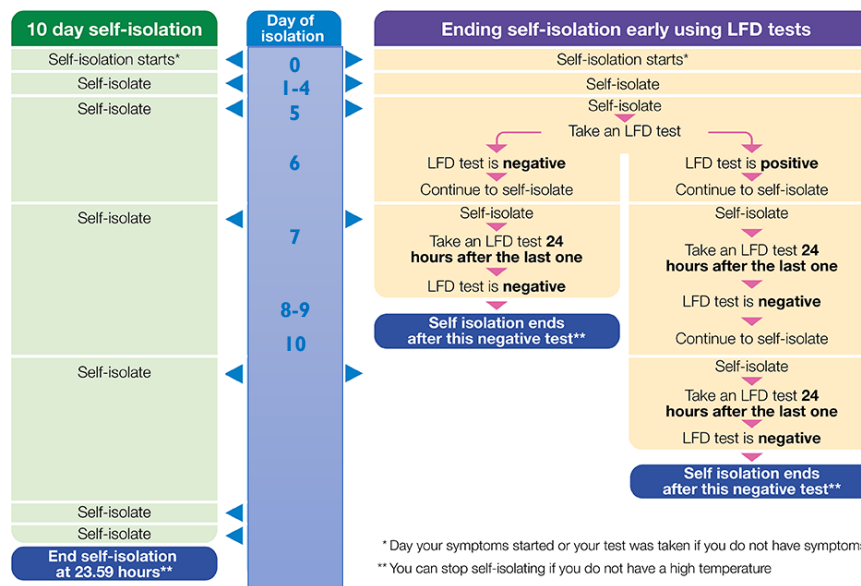 10 day self-isolation
Self-isolation starts*
Self-isolate
Self-isolate
Self-isolate
Self-isolate
Self-isolate
Self-isolate
End self-isolation
at 23.59 hours**
Day of
isolation
0
1-4
5
6
7
8-9
10
Ending self-isolation early using LFD tests
Self-isolation starts*
Self-isolate
Self-isolate
Take an LFD test
LFD test is negative
Continue to self-isolate
Self-isolate
Take an LFD test 24
hours after the last one
LFD test is negative
Self isolation ends
after this negative test**
LFD test is positive
Continue to self-isolate
Self-isolate
Take an LFD test 24
hours after the last one
LFD test is negative
Continue to self-isolate
Self-isolate
Take an LFD test 24
hours after the last one
LFD test is negative
Self isolation ends
after this negative test**
* Day your symptoms started or your test was taken if you do not have symptoms
** You can stop self-isolating if you do not have a high temperature